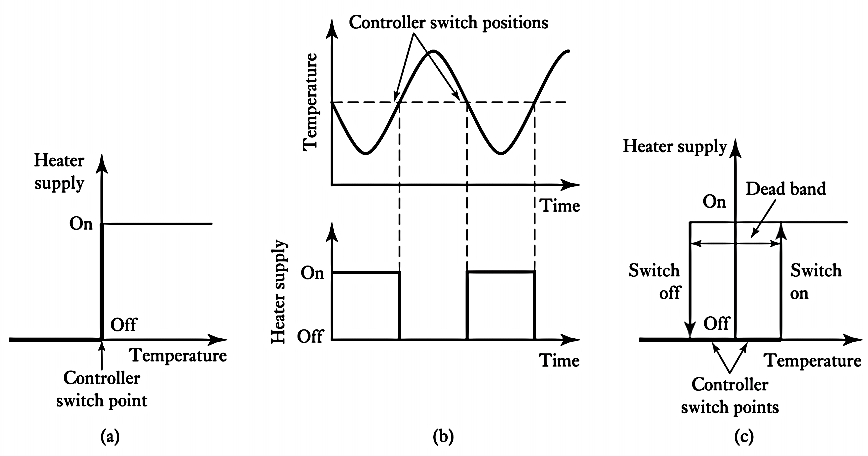 Heater
supply
On
Off
Temperature
Controller
switch point
(a)
Controller switch positions
Temperature
Time
Heater supply
On
Off
Time
(b)
Heater supply
On
Dead band
Switch
off
Switch
on
Off
Temperature
Controller
switch points
(c)